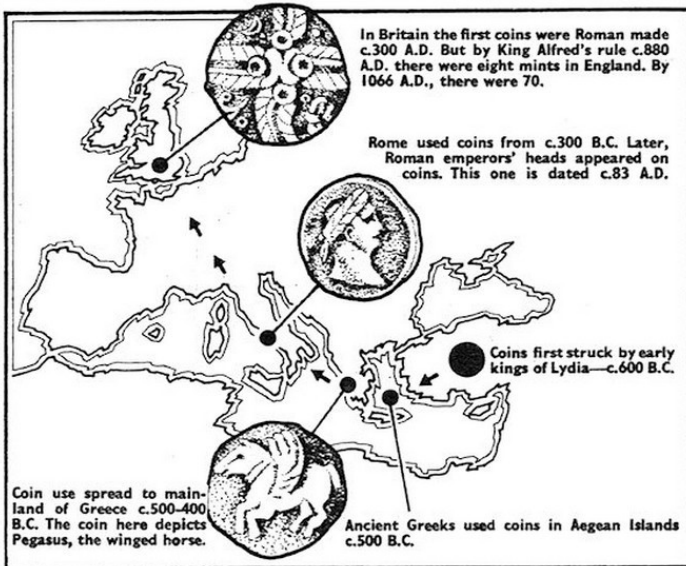 In Britain the first coins were Roman made
c.300 A.D. But by King Alfred's rule c.880
A.D. there were eight mints in England. By
1066 A.D., there were 70.
Rome used coins from c.300 B.C. Later,
Roman emperors' heads appeared on
coins. This one is dated c.83 A.D.
Coins first struck by early
kings of Lydia—c.600 B.C.
Coin use spread to main-
land of Greece c.500-400
B.C. The coin here depicts
Pegasus, the winged horse.
Ancient Greeks used coins in Aegean Islands
c.500 B.C.